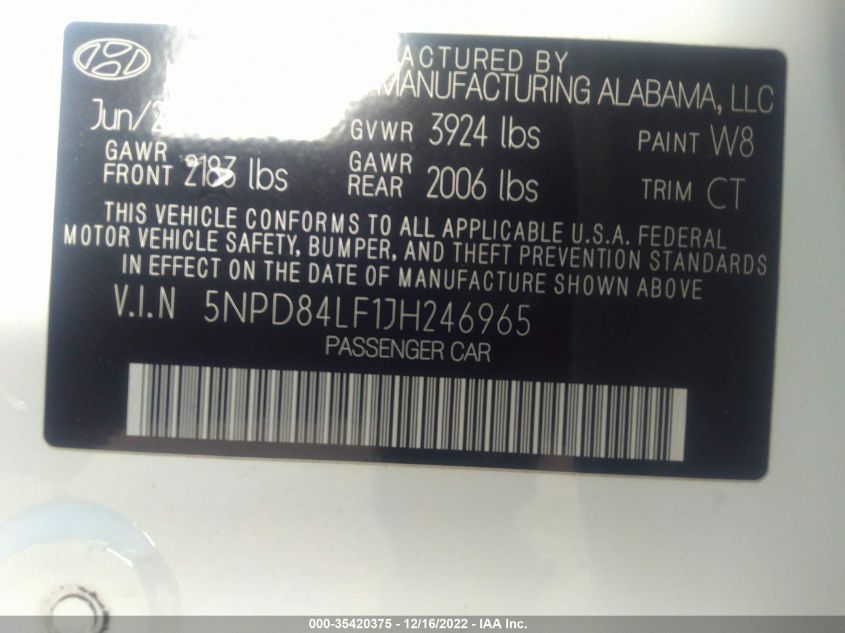 ACTURED BY
MANUFACTURING ALABAMA, LLC
Jun/2
GVWR 3924 lbs
PAINT W8
GAWR FRONT 2183 lbs
GAWR REAR 2006 lbs
TRIM CT
THIS VEHICLE CONFORMS TO ALL APPLICABLE U.S.A. FEDERAL
MOTOR VEHICLE SAFETY, BUMPER, AND THEFT PREVENTION STANDARDS
IN EFFECT ON THE DATE OF MANUFACTURE SHOWN ABOVE
V.I.N 5NPD84LF1JH246965
PASSENGER CAR
000-35420375 - 12/16/2022 - IAA Inc.